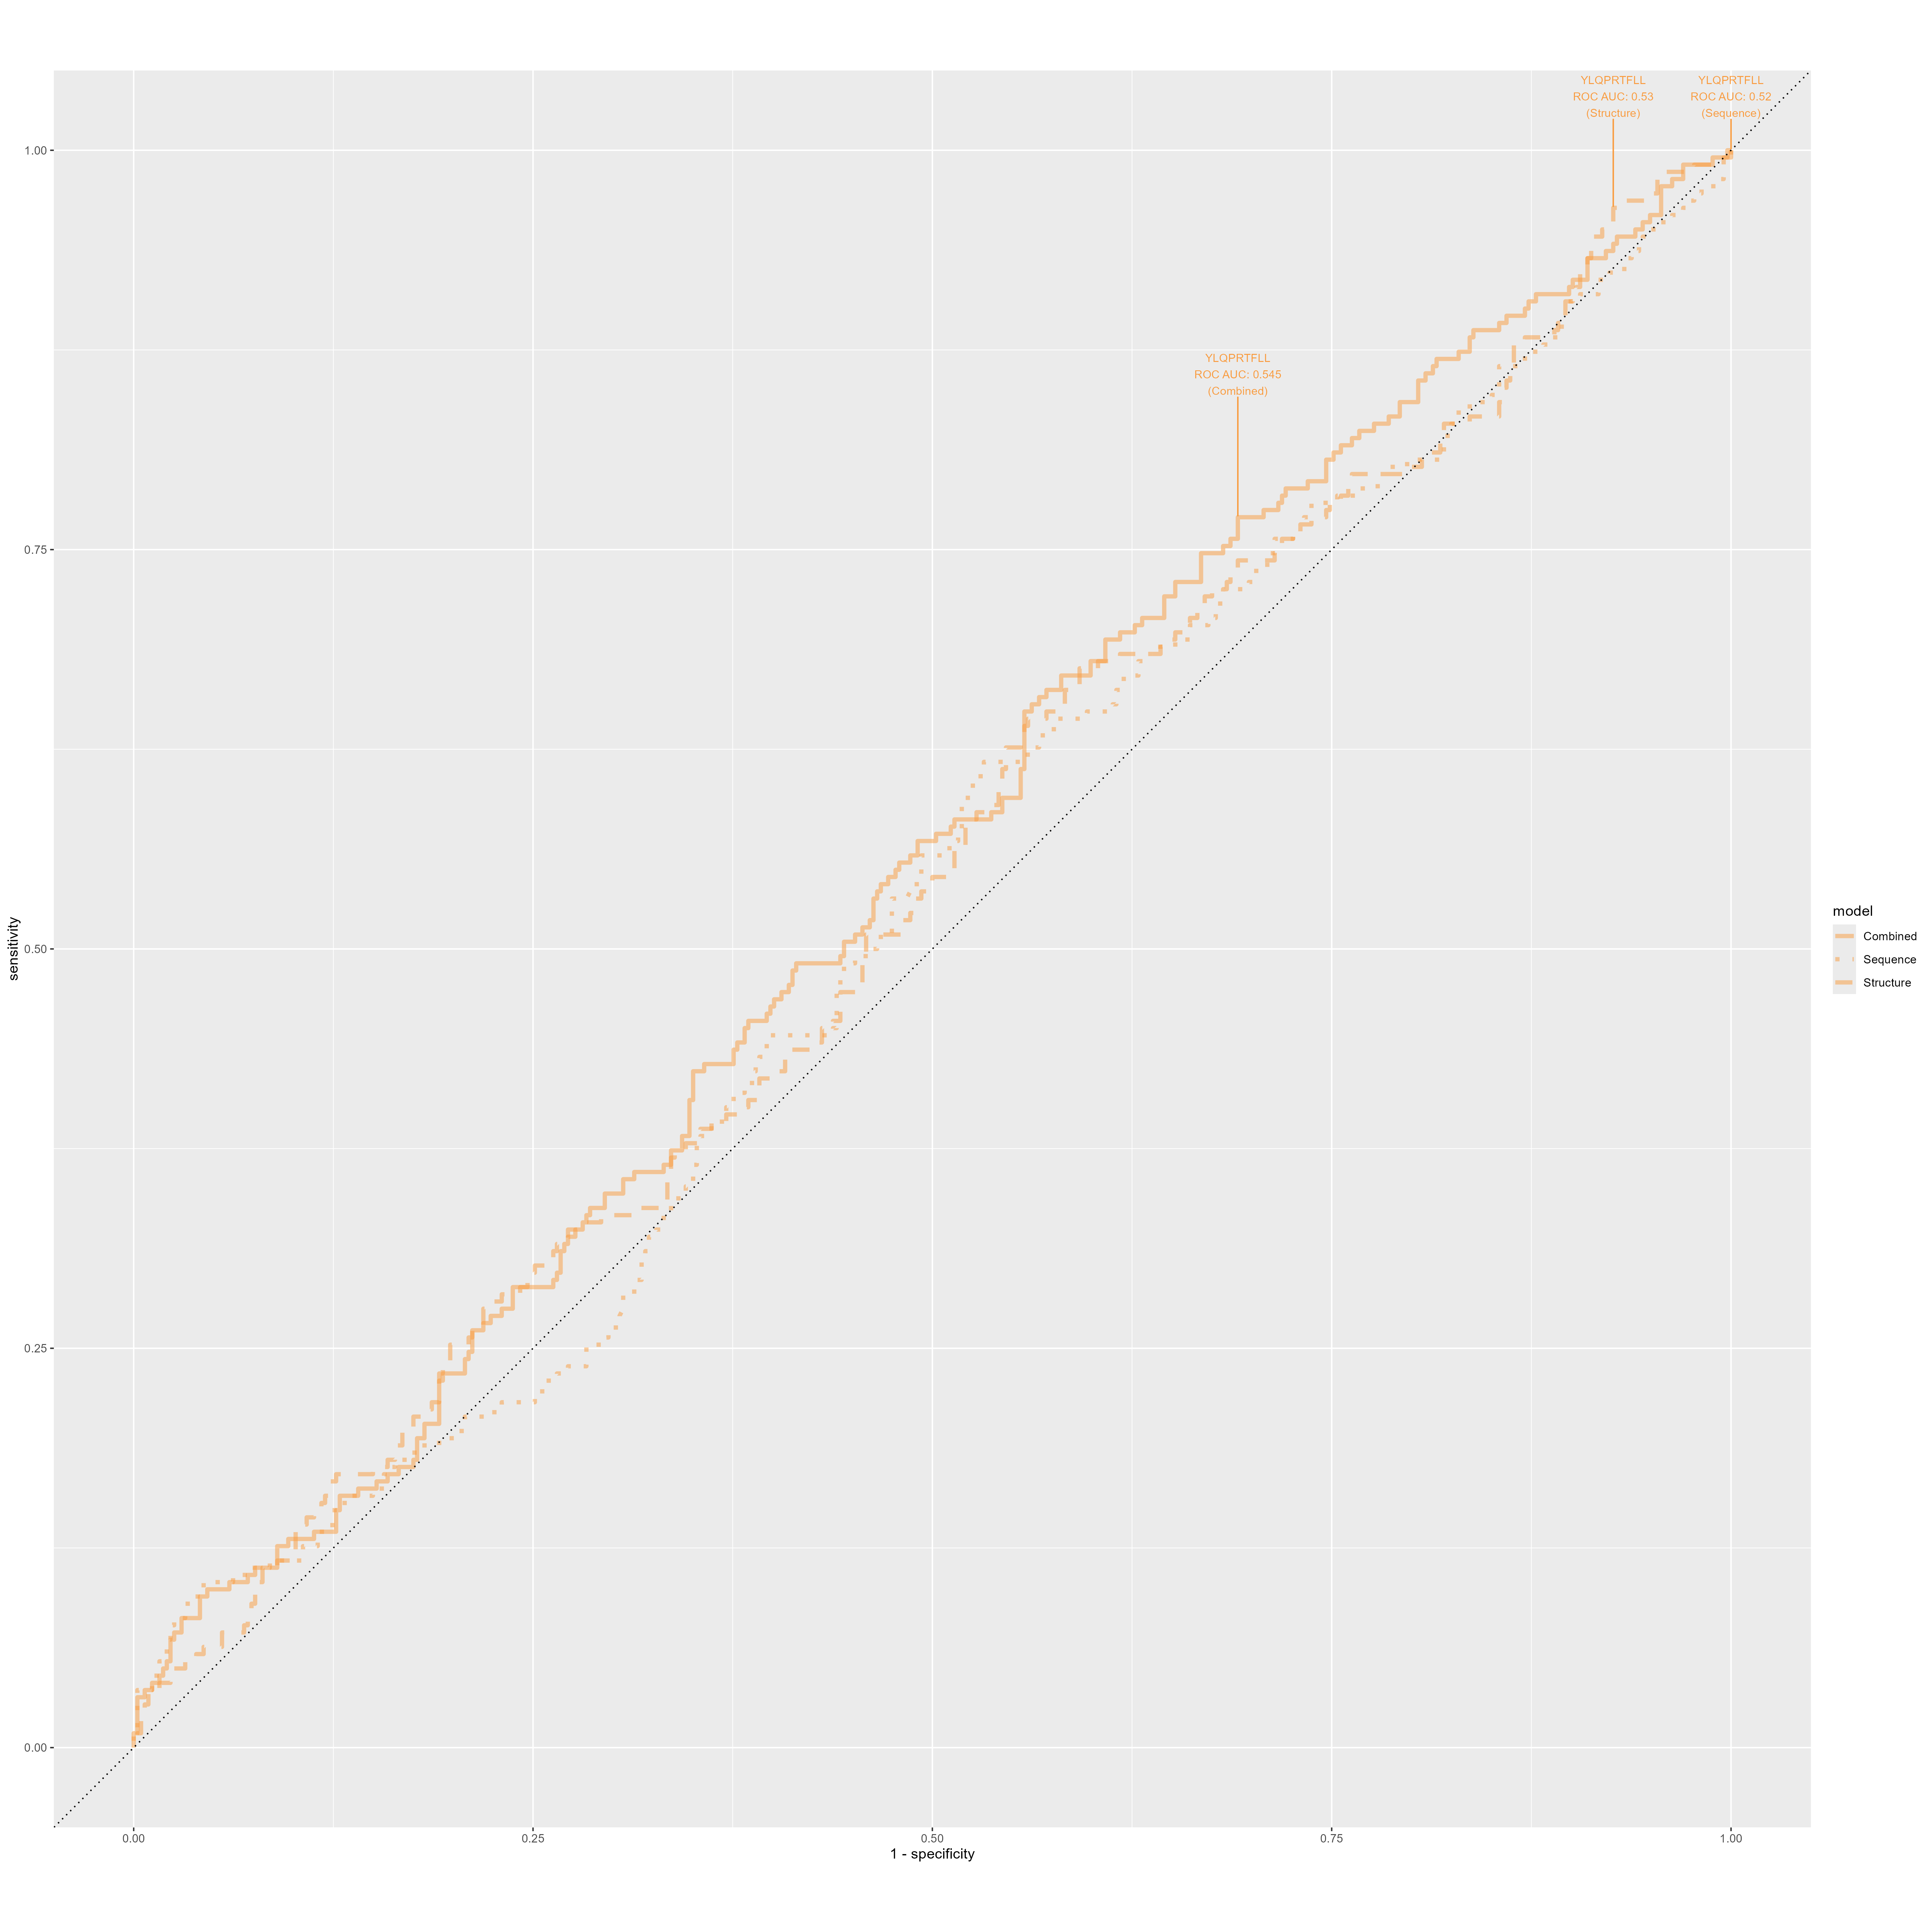 YLQPRTFLL
ROC AUC: 0.53
(Structure)
YLQPRTFLL
ROC AUC: 0.52
(Sequence)
YLQPRTFLL
ROC AUC: 0.545
(Combined)
1.00
0.75
0.50
0.25
0.00
sensitivity
0.00
0.25
0.50
0.75
1.00
1 - specificity
model
Combined
Sequence
Structure